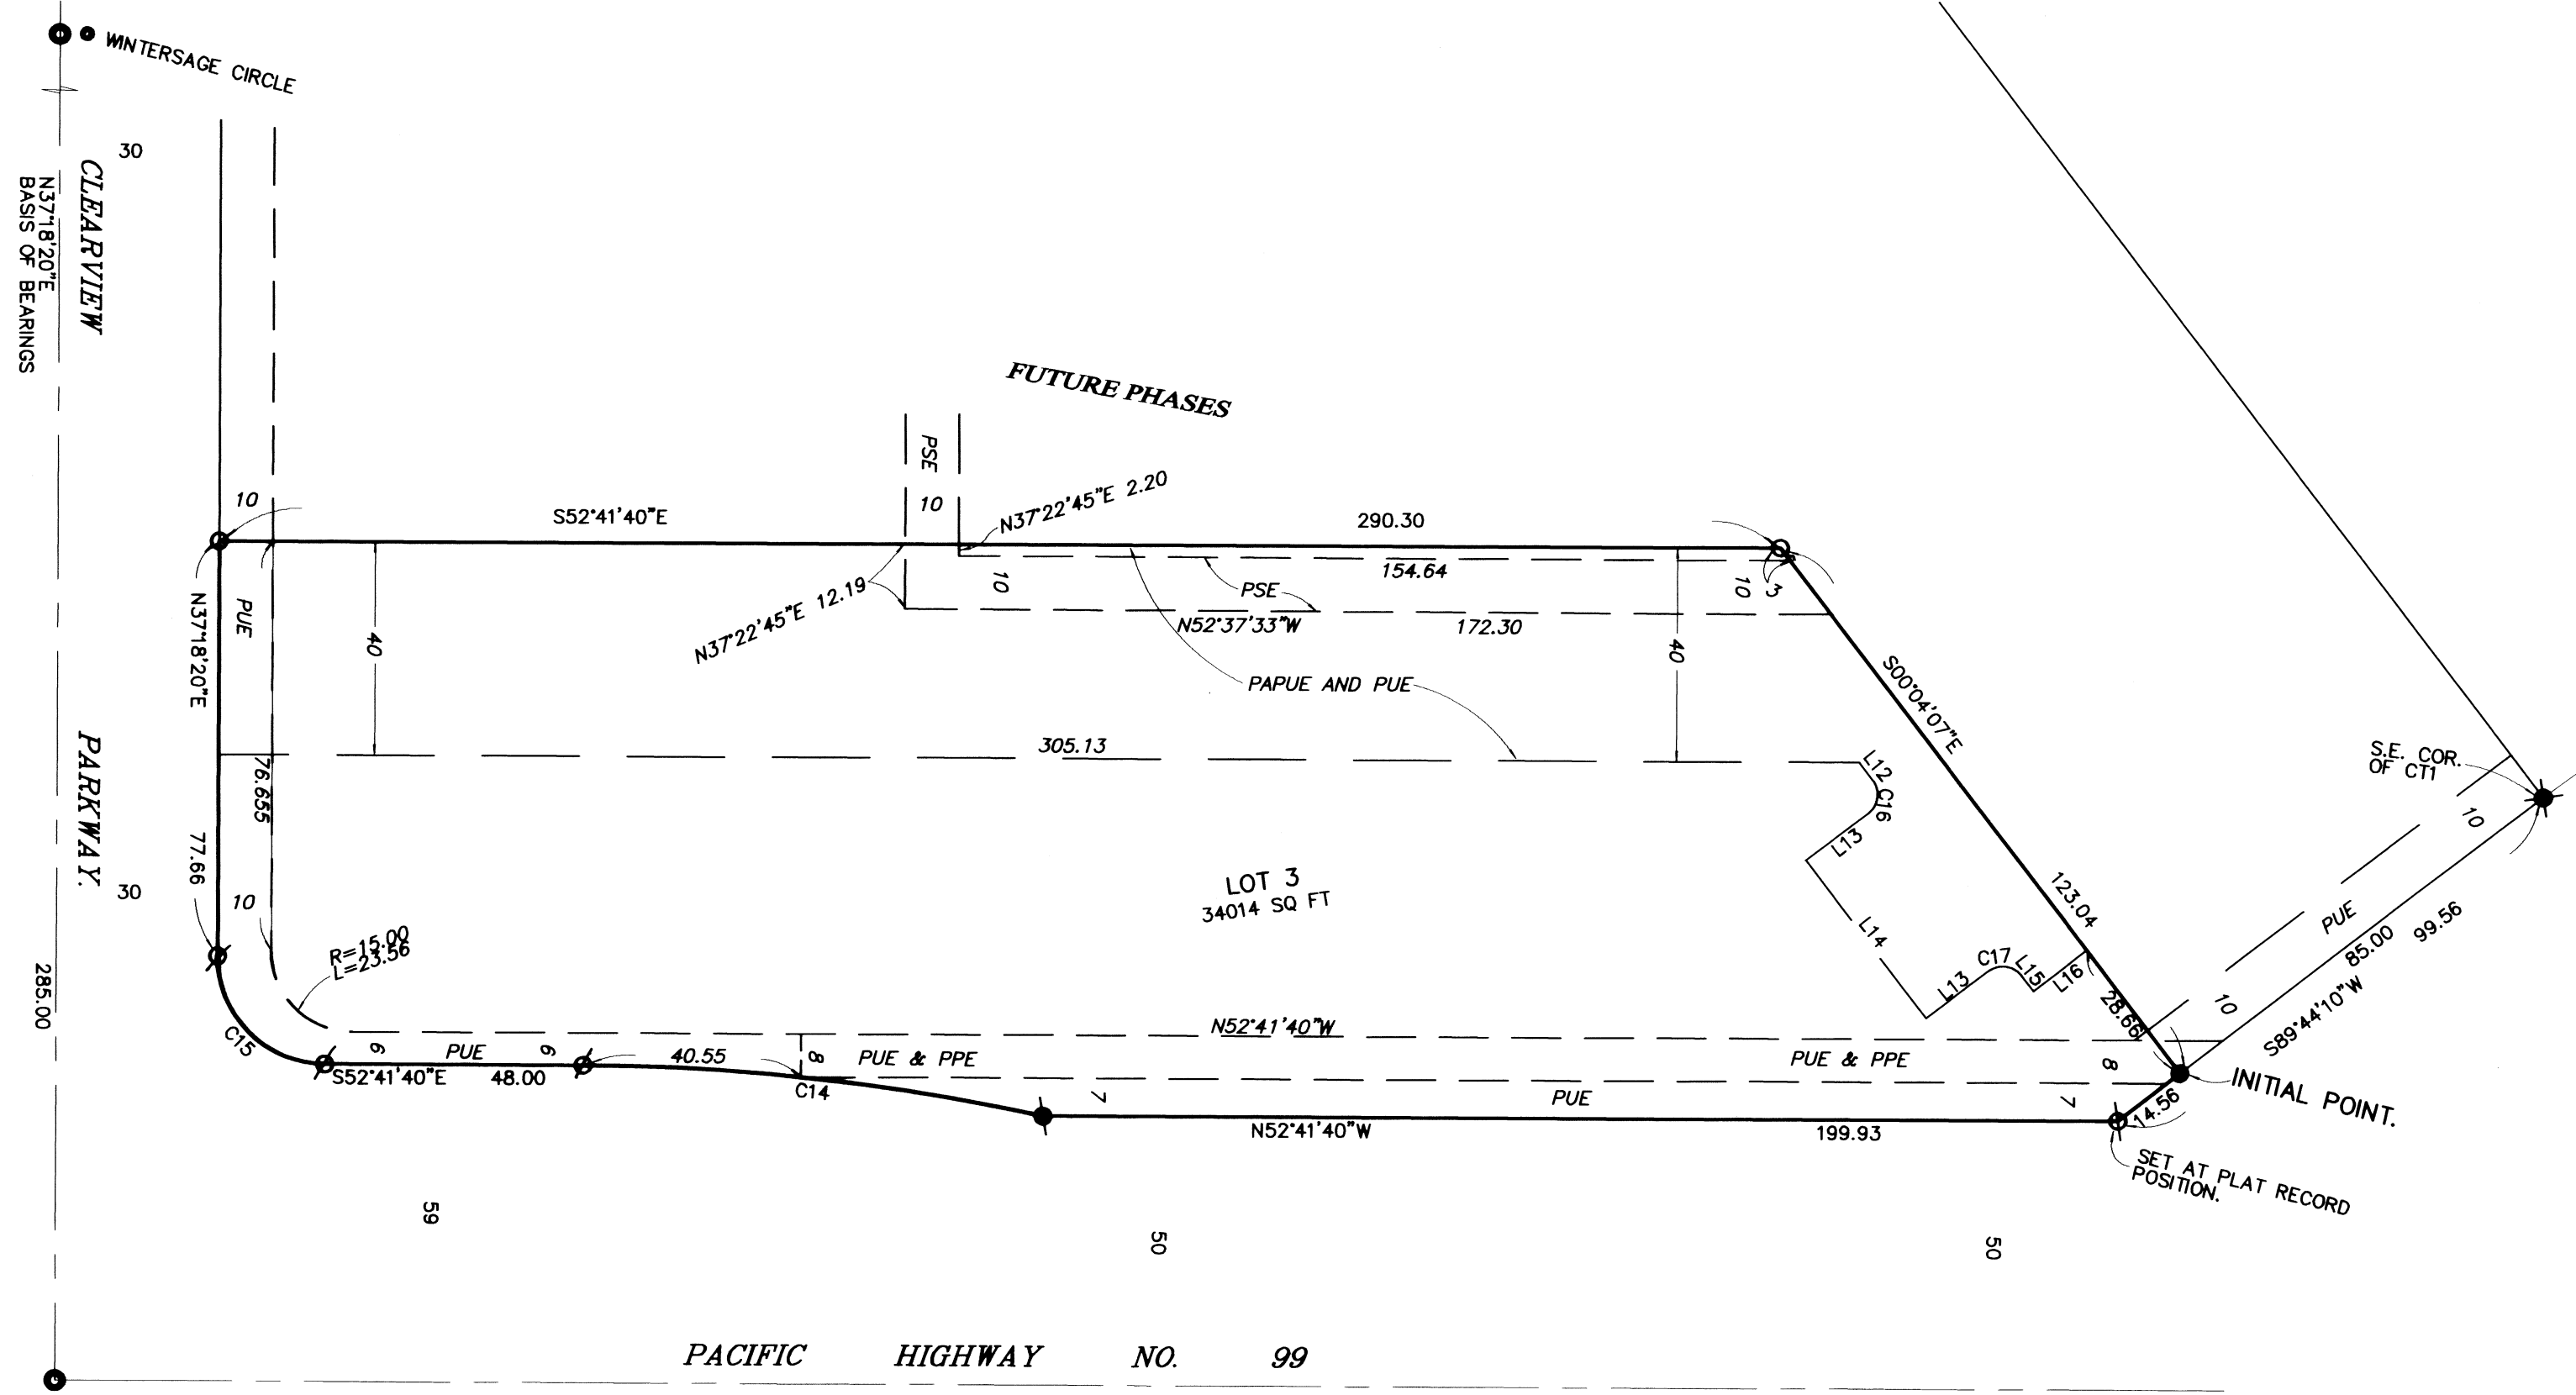 WINTERSAGE CIRCLE
30
CLEARVIEW
N37°18'20"E
BASIS OF BEARINGS
FUTURE PHASES
PSE
10
10
S52°41'40"E
N37°22'45"E 2.20
290.30
10
154.64
10
3
PSE
N37°22'45"E 12.19
N52°37'33"W
172.30
N37°18'20"E
PUE
40
40
PAPUE AND PUE
S00°04'07"E
305.13
PARKWAY.
76.655
L12
C16
L13
S.E. COR.
OF CT1
10
77.66
30
10
LOT 3
34014 SQ FT
L14
123.04
PUE
85.00
99.56
R=15.00
L=23.56
285.00
C17
L15
L13
L16
28.66
10
S89°44'10"W
C15
N52°41'40"W
6
PUE
6
40.55
8
PUE & PPE
PUE & PPE
8
S52°41'40"E
48.00
C14
7
PUE
7
14.56
INITIAL POINT.
N52°41'40"W
199.93
SET AT PLAT RECORD
POSITION.
59
50
50
PACIFIC HIGHWAY NO. 99